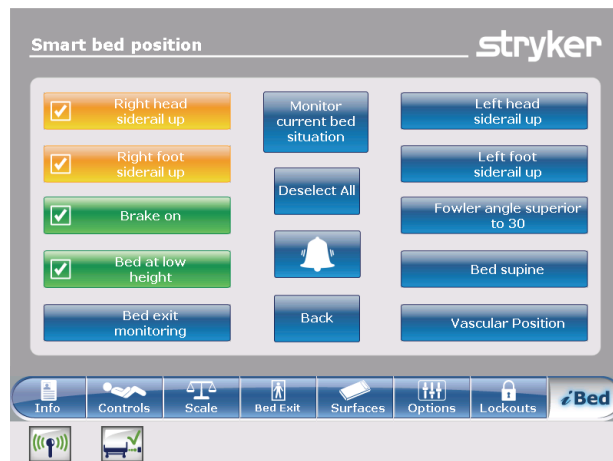 Smart bed position
stryker
Right head
siderail up
Monitor
current bed
situation
Left head
siderail up
Right foot
siderail up
Deselect All
Left foot
siderail up
Brake on
Fowler angle superior
to 30
Bed at low
height
Bed supine
Bed exit
monitoring
Back
Vascular Position
Info
Controls
Scale
Bed Exit
Surfaces
Options
Lockouts
iBed